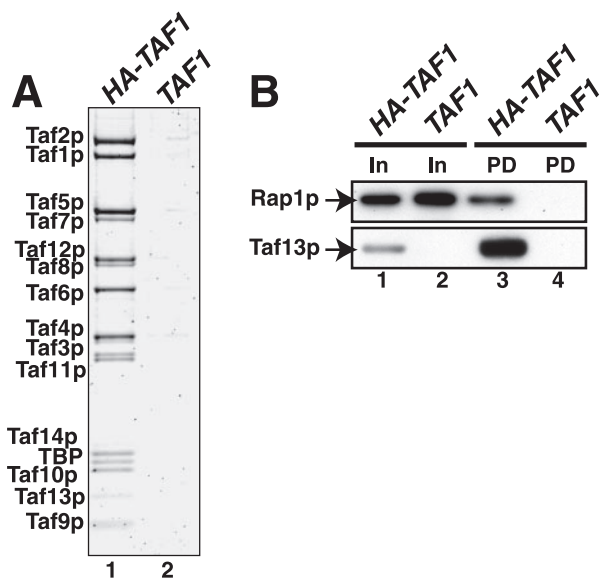 A
HA-TAF1
TAF1
Taf2p
Taf1p
Taf5p
Taf7p
Taf12p
Taf8p
Taf6p
Taf4p
Taf3p
Taf11p
Taf14p
TBP
Taf10p
Taf13p
Taf9p
1 2
B
HA-TAF1 TAF1 HA-TAF1 TAF1
In In PD PD
Rap1p
Taf13p
1 2 3 4